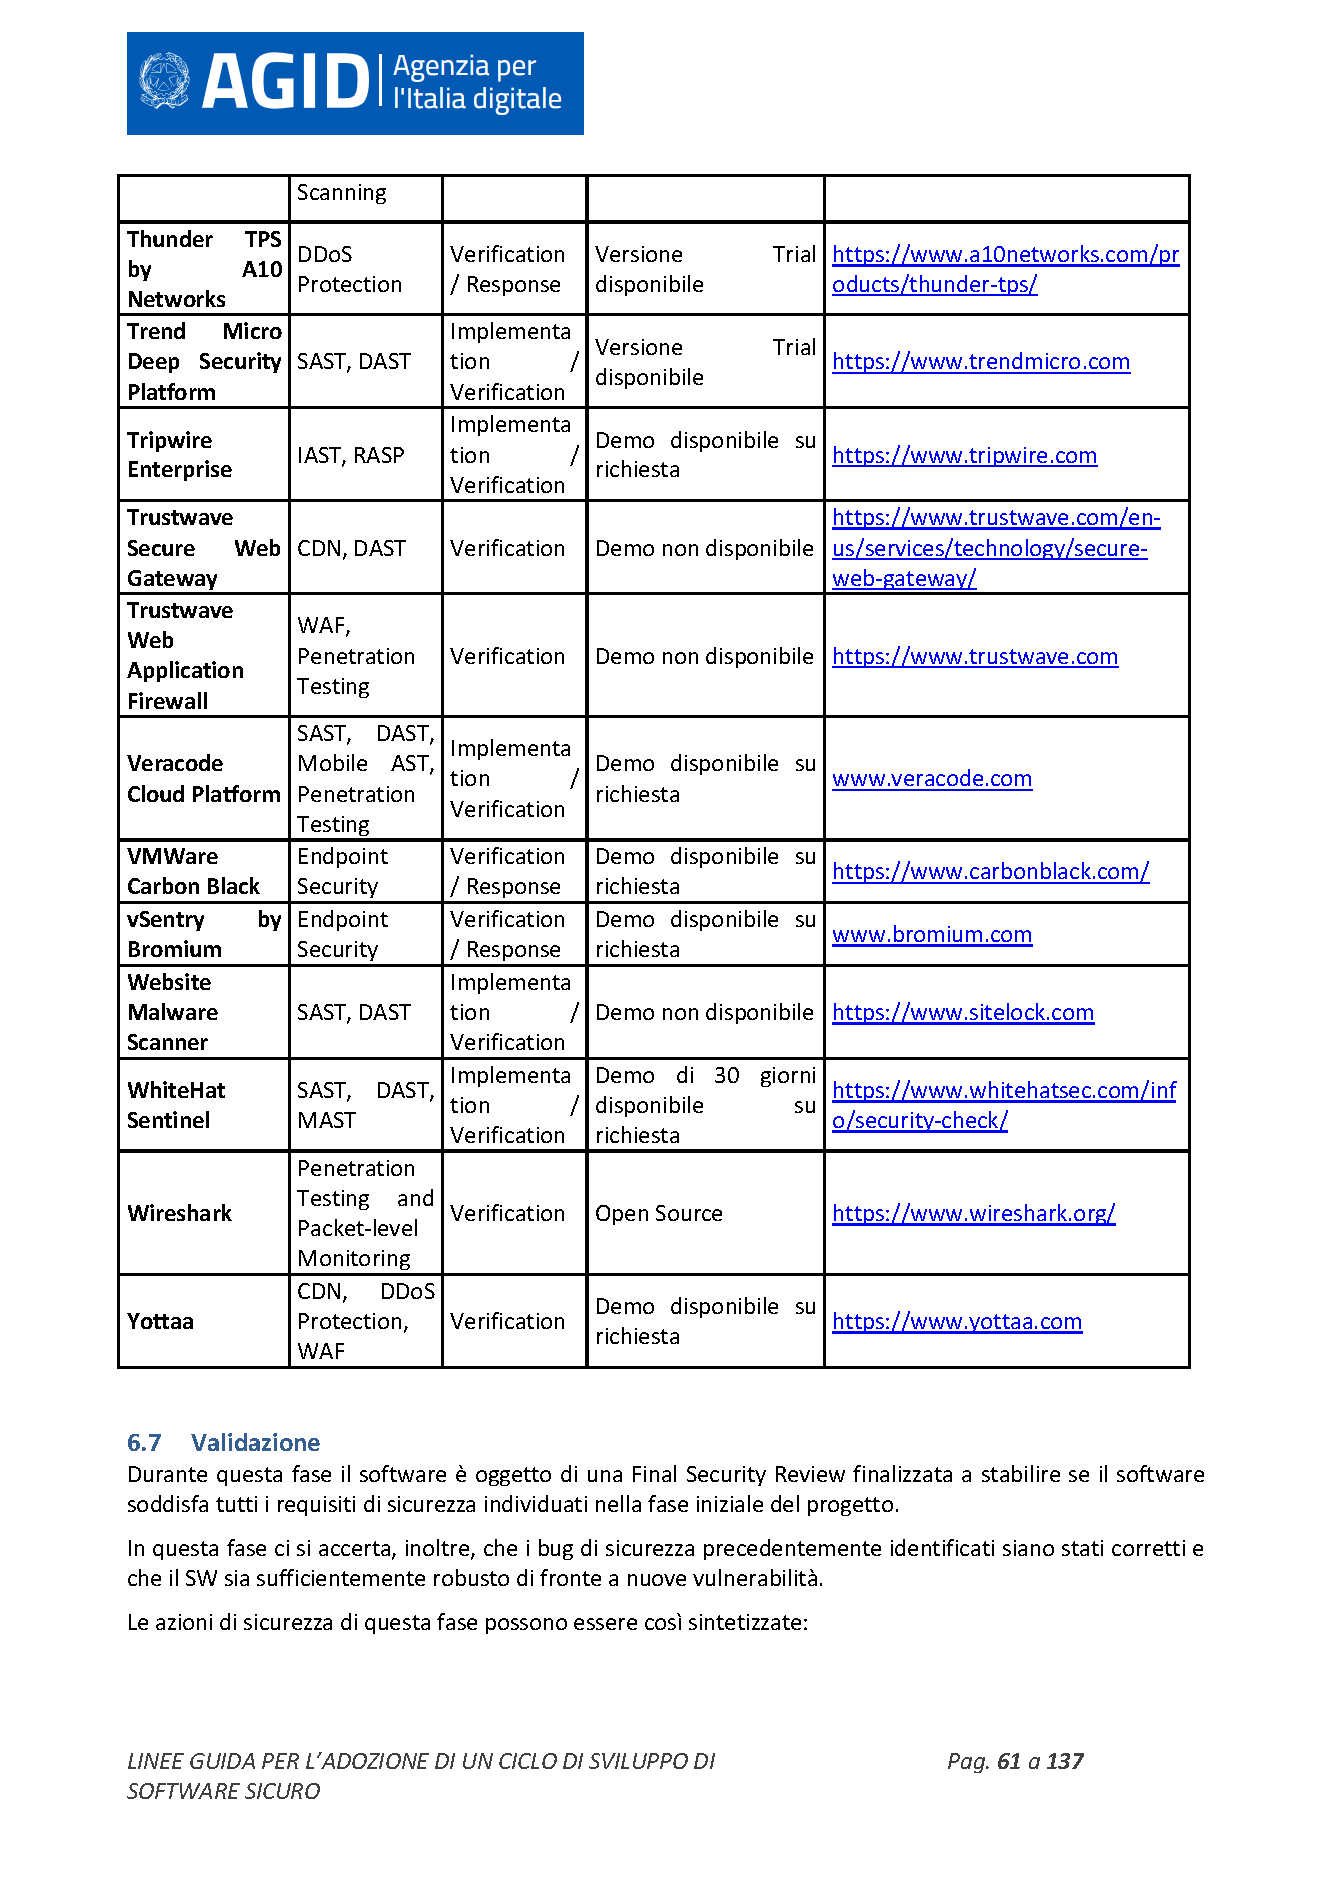 AGID
Agenzia per
l'Italia digitale
Scanning
Thunder TPS
by A10
Networks
DDoS
Protection
Verification
/ Response
Versione Trial
disponibile
https://www.a10networks.com/pr
oducts/thunder-tps/
Trend Micro
Deep Security
Platform
SAST, DAST
Implementa
tion /
Verification
Versione Trial
disponibile
https://www.trendmicro.com
Tripwire
Enterprise
IAST, RASP
Implementa
tion /
Verification
Demo disponibile su
richiesta
https://www.tripwire.com
Trustwave
Secure Web
Gateway
CDN, DAST
Verification
Demo non disponibile
https://www.trustwave.com/en-
us/services/technology/secure-
web-gateway/
Trustwave
Web
Application
Firewall
WAF,
Penetration
Testing
Verification
Demo non disponibile
https://www.trustwave.com
Veracode
Cloud Platform
SAST, DAST,
Mobile AST,
Penetration
Testing
Implementa
tion /
Verification
Demo disponibile su
richiesta
www.veracode.com
VMWare
Carbon Black
Endpoint
Security
Verification
/ Response
Demo disponibile su
richiesta
https://www.carbonblack.com/
vSentry by
Bromium
Endpoint
Security
Verification
/ Response
Demo disponibile su
richiesta
www.bromium.com
Website
Malware
Scanner
SAST, DAST
Implementa
tion /
Verification
Demo non disponibile
https://www.sitelock.com
WhiteHat
Sentinel
SAST, DAST,
MAST
Implementa
tion /
Verification
Demo di 30 giorni
disponibile su
richiesta
https://www.whitehatsec.com/inf
o/security-check/
Wireshark
Penetration
Testing and
Packet-level
Monitoring
Verification
Open Source
https://www.wireshark.org/
Yottaa
CDN, DDoS
Protection,
WAF
Verification
Demo disponibile su
richiesta
https://www.yottaa.com
6.7 Validazione
Durante questa fase il software è oggetto di una Final Security Review finalizzata a stabilire se il software
soddisfa tutti i requisiti di sicurezza individuati nella fase iniziale del progetto.
In questa fase ci si accerta, inoltre, che i bug di sicurezza precedentemente identificati siano stati corretti e
che il SW sia sufficientemente robusto di fronte a nuove vulnerabilità.
Le azioni di sicurezza di questa fase possono essere così sintetizzate:
LINEE GUIDA PER L'ADOZIONE DI UN CICLO DI SVILUPPO DI
SOFTWARE SICURO
Pag. 61 a 137